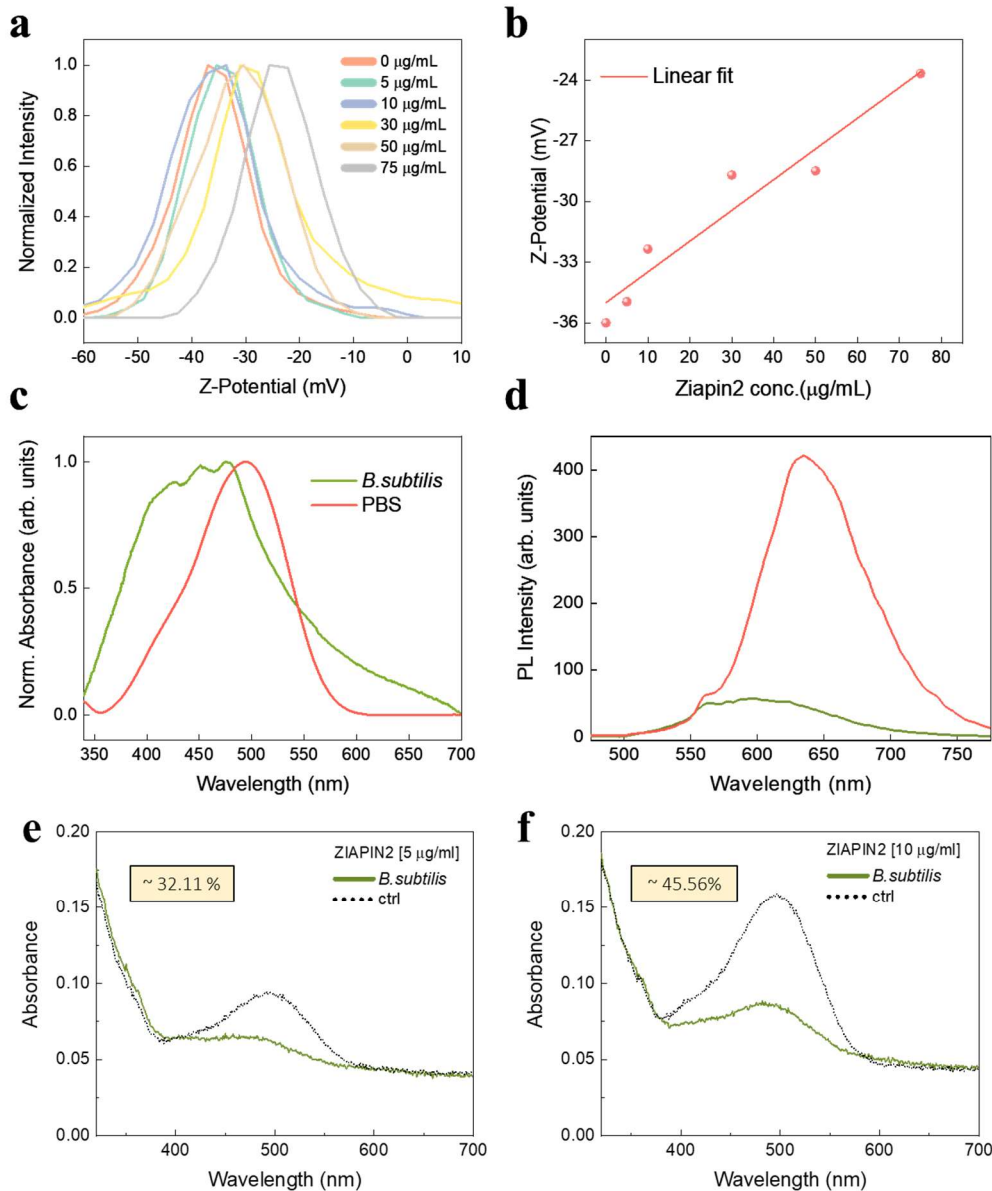 a
1.0
0.8
0.6
0.4
0.2
0.0
Normalized Intensity
0 μg/mL
5 μg/mL
10 μg/mL
30 μg/mL
50 μg/mL
75 μg/mL
-60 -50 -40 -30 -20 -10 0 10
Z-Potential (mV)
b
-24
-27
-30
-33
-36
Z-Potential (mV)
Linear fit
0 10 20 30 40 50 60 70 80
Ziapin2 conc.(μg/mL)
c
1.0
0.5
0.0
Norm. Absorbance (arb. units)
B.subtilis
PBS
350 400 450 500 550 600 650 700
Wavelength (nm)
d
400
300
200
100
0
PL Intensity (arb. units)
500 550 600 650 700 750
Wavelength (nm)
e
0.20
0.15
0.10
0.05
0.00
Absorbance
~ 32.11 %
ZIAPIN2 [5 μg/ml]
B.subtilis
ctrl
400 500 600 700
Wavelength (nm)
f
0.20
0.15
0.10
0.05
0.00
Absorbance
~ 45.56%
ZIAPIN2 [10 μg/ml]
B.subtilis
ctrl
400 500 600 700
Wavelength (nm)